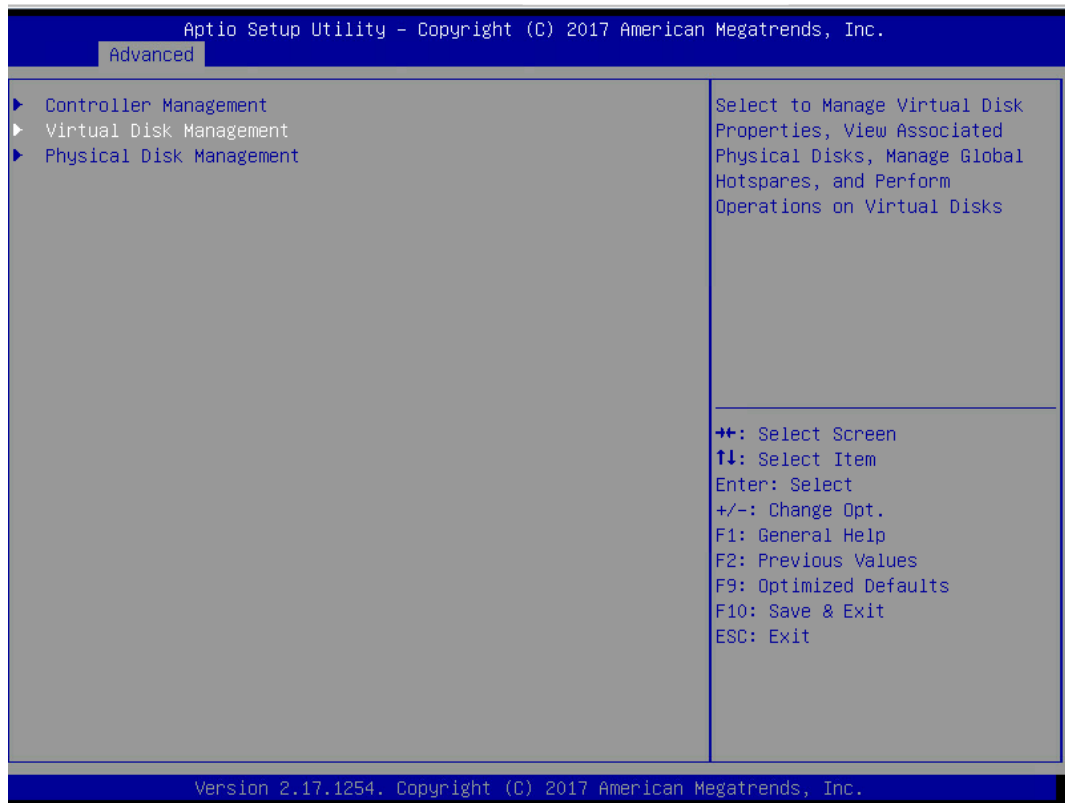 Aptio Setup Utility – Copyright (C) 2017 American Megatrends, Inc.
Advanced
Controller Management
Virtual Disk Management
Physical Disk Management
Select to Manage Virtual Disk
Properties, View Associated
Physical Disks, Manage Global
Hotspares, and Perform
Operations on Virtual Disks
→←: Select Screen
↑↓: Select Item
Enter: Select
+/-: Change Opt.
F1: General Help
F2: Previous Values
F9: Optimized Defaults
F10: Save & Exit
ESC: Exit
Version 2.17.1254. Copyright (C) 2017 American Megatrends, Inc.